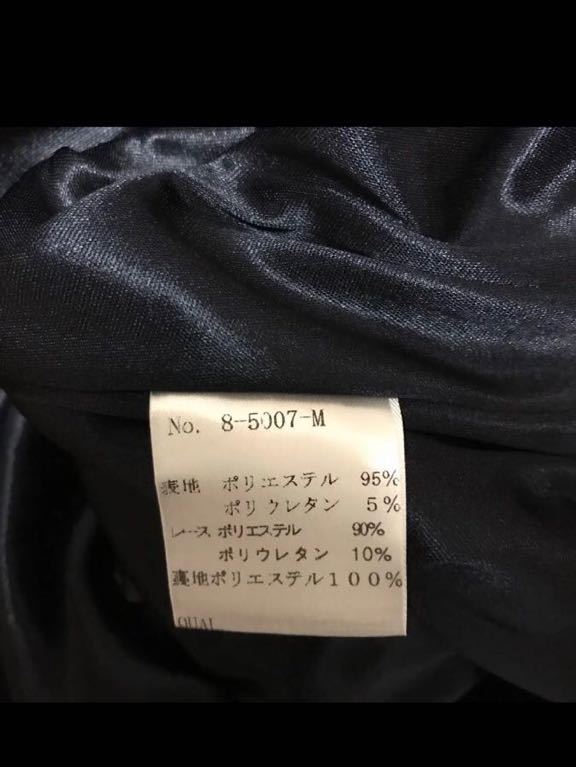 No. 8-5007-M
表地 ポリエステル 95%
ポリウレタン 5%
レース ポリエステル 90%
ポリウレタン 10%
裏地ポリエステル100%
QUAL